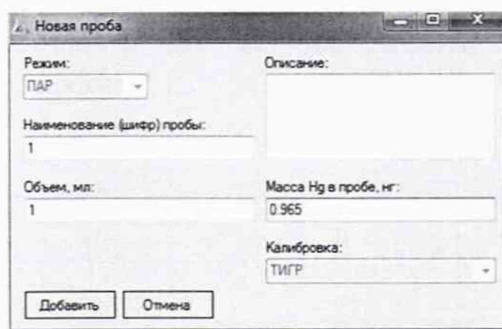 Новая проба
Режим:
ПАР
Наименование (шифр) пробы:
1
Объем, мл:
1
Описание:
Масса Hg в пробе, нг:
0.965
Калибровка:
ТИГР
Добавить
Отмена